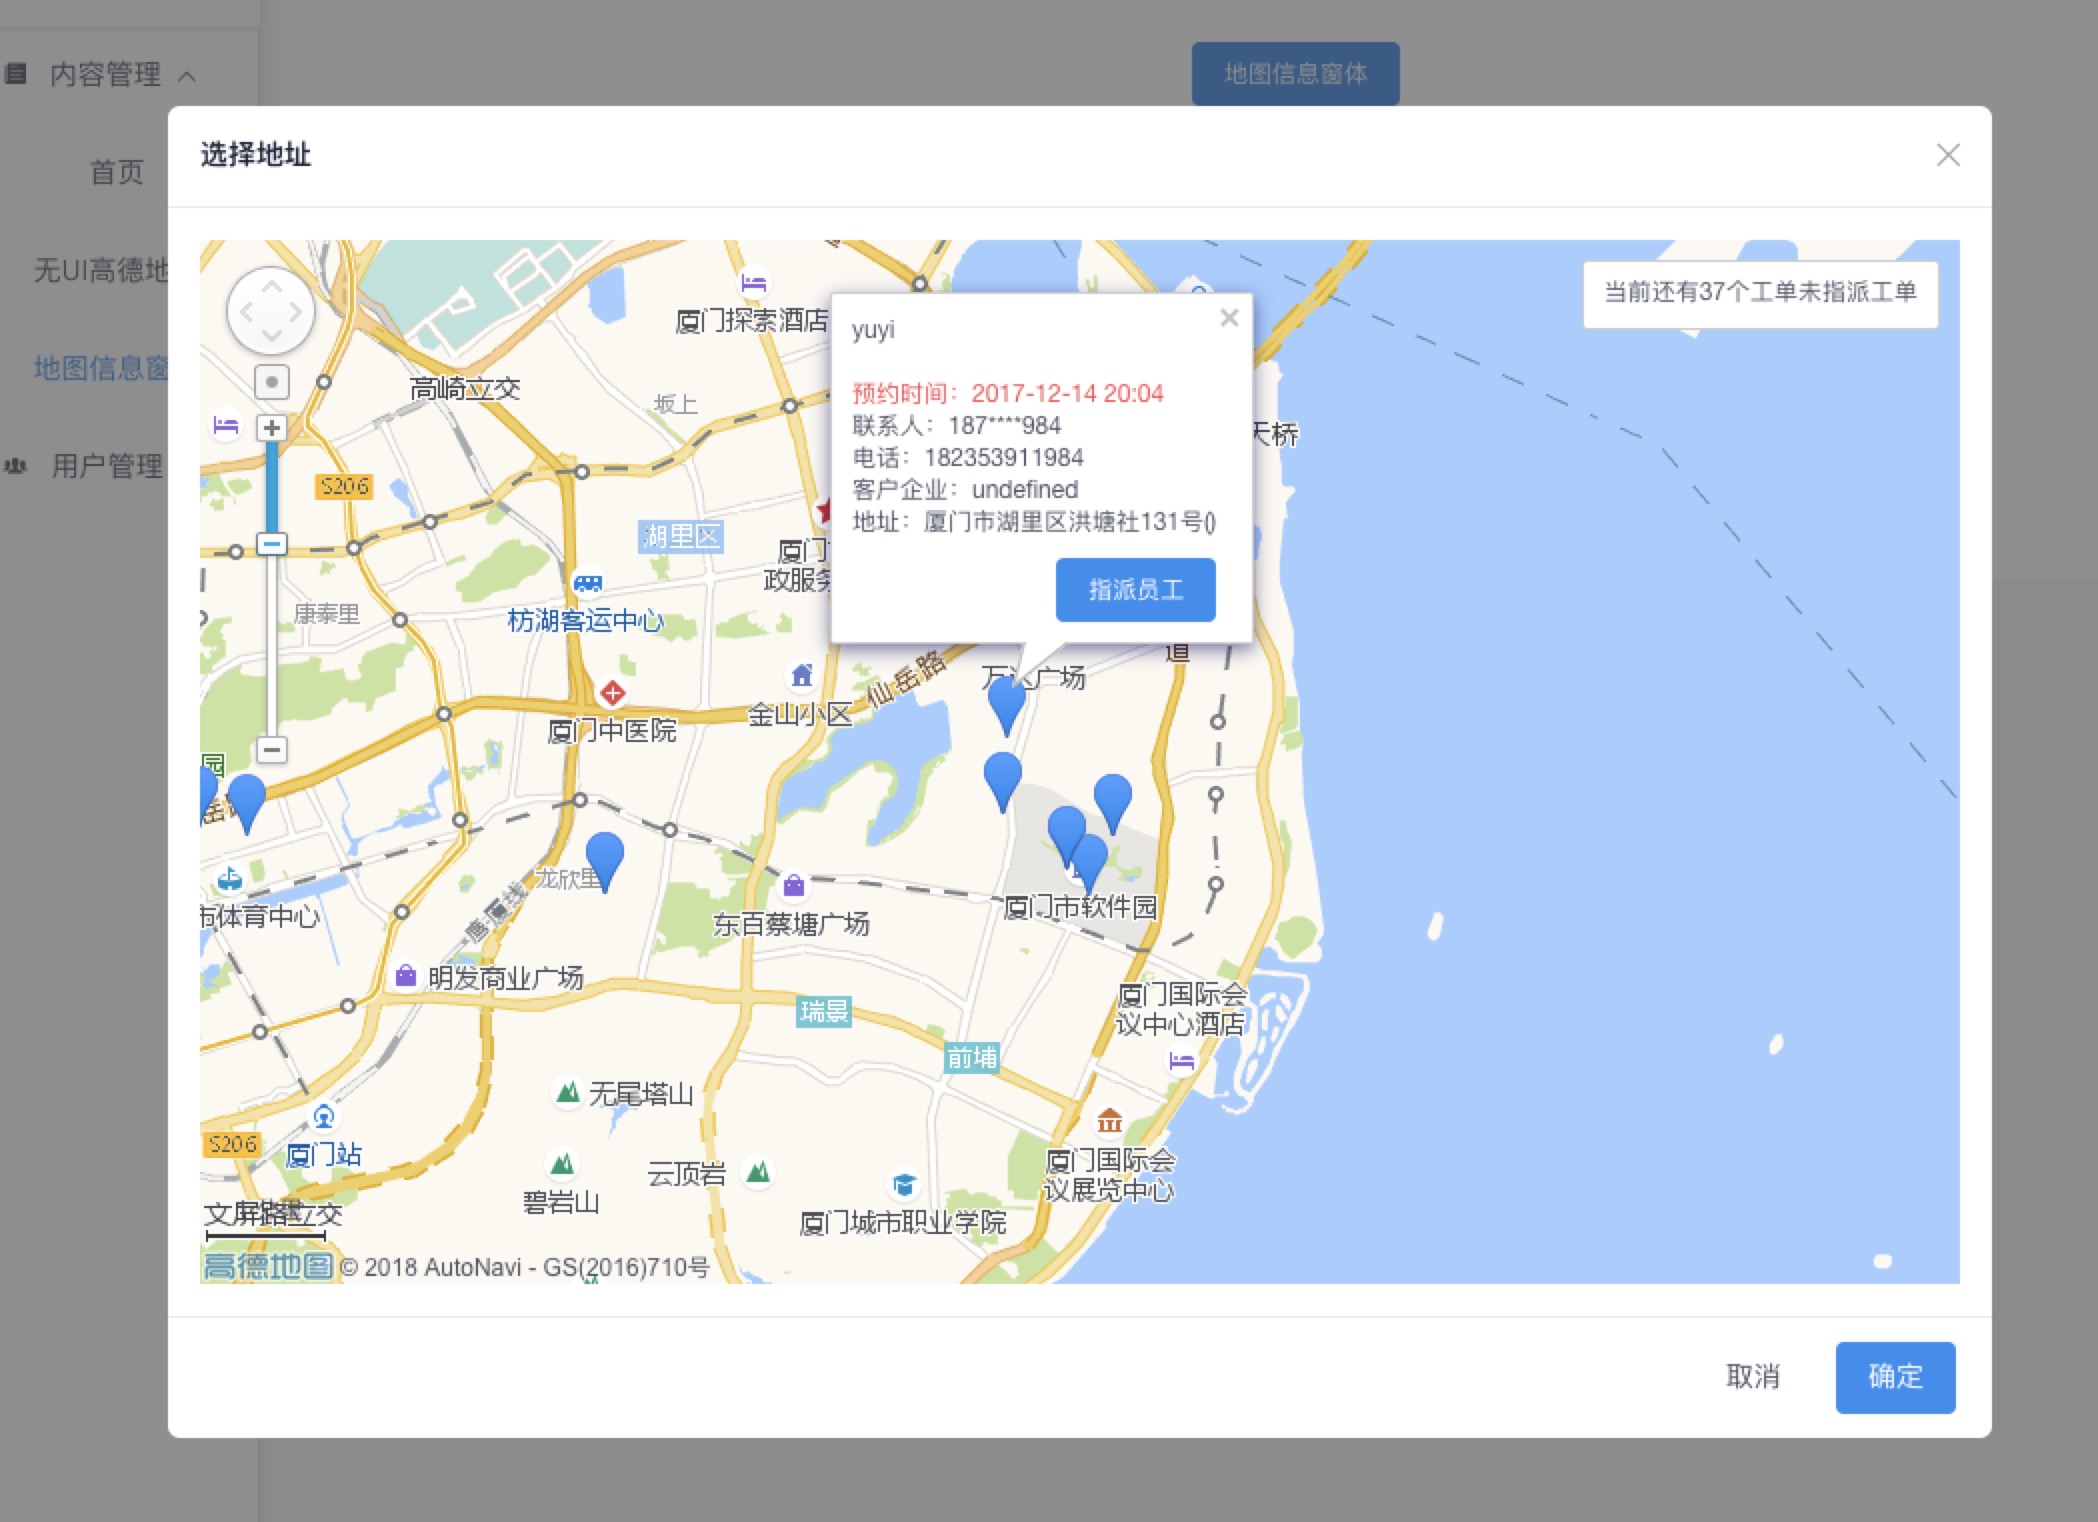 内容管理
地图信息窗体
首页
无UI高德地
地图信息窗
用户管理
选择地址
当前还有37个工单未指派工单
yuyi
预约时间：2017-12-14 20:04
联系人：187****984
电话：182353911984
客户企业：undefined
地址：厦门市湖里区洪塘社131号()
指派员工
厦门探索酒店
高崎立交
坂上
天桥
S206
湖里区
厦门
政服务
康泰里
枋湖客运中心
道
万达广场
仙岳路
金山小区
厦门中医院
园
岳路
龙欣里
厦门市软件园
市体育中心
东百蔡塘广场
明发商业广场
厦门国际会
议中心酒店
瑞景
前埔
无尾塔山
S206
厦门站
云顶岩
厦门国际会
议展览中心
碧岩山
文屏路立交
厦门城市职业学院
高德地图 © 2018 AutoNavi - GS(2016)710号
取消
确定